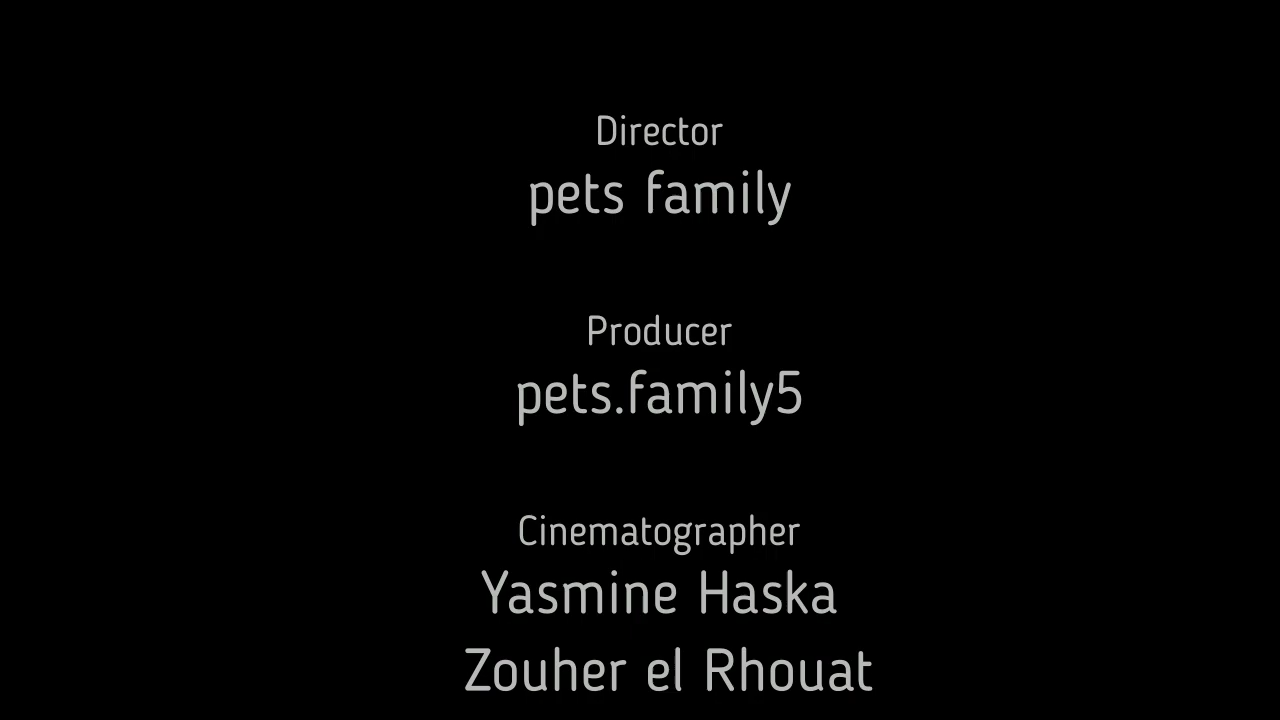 Director
pets family
Producer
pets.family5
Cinematographer
Yasmine Haska
Zouher el Rhouat